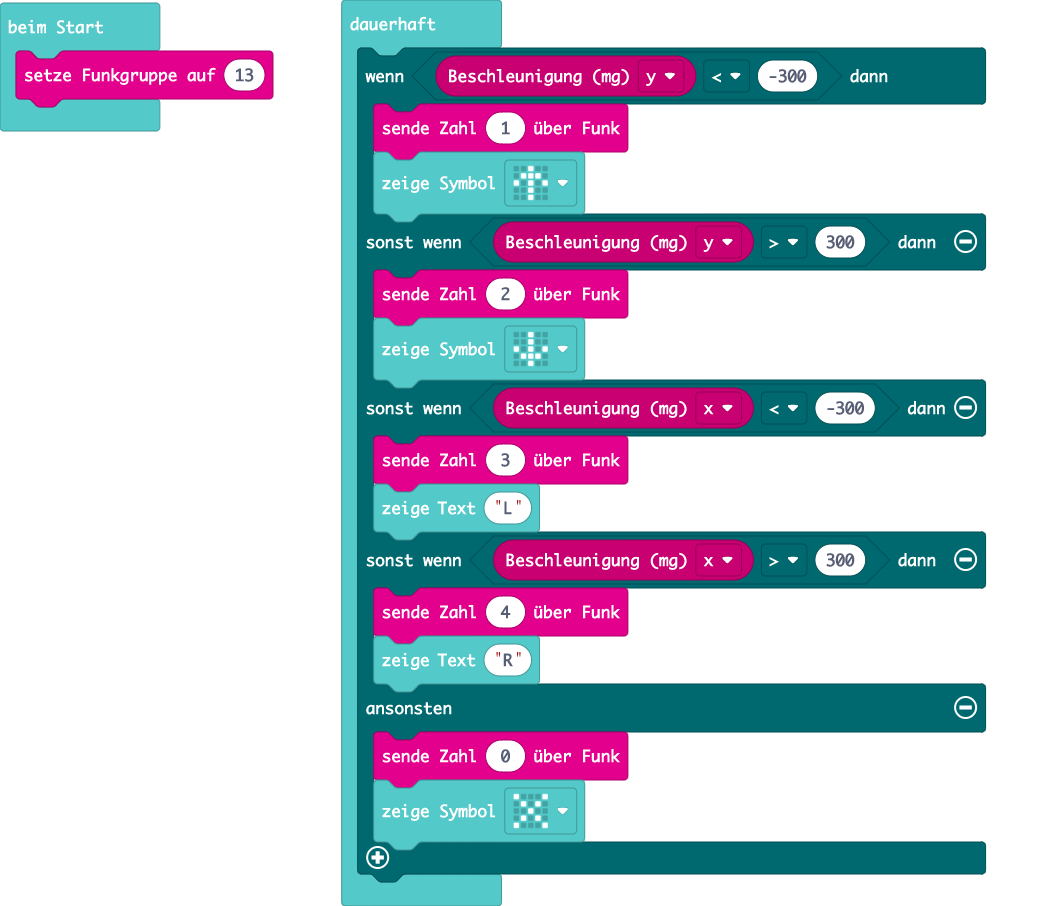 beim Start
setze Funkgruppe auf 13
dauerhaft
wenn Beschleunigung (mg) y < -300 dann
sende Zahl 1 über Funk
zeige Symbol
sonst wenn Beschleunigung (mg) y > 300 dann
sende Zahl 2 über Funk
zeige Symbol
sonst wenn Beschleunigung (mg) x < -300 dann
sende Zahl 3 über Funk
zeige Text "L"
sonst wenn Beschleunigung (mg) x > 300 dann
sende Zahl 4 über Funk
zeige Text "R"
ansonsten
sende Zahl 0 über Funk
zeige Symbol